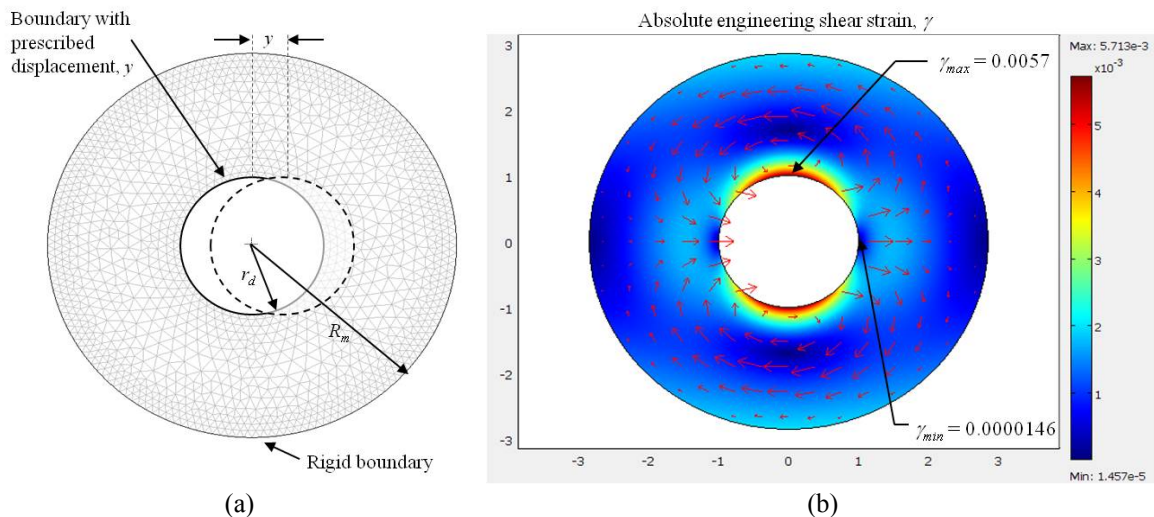 (a)
Boundary with
prescribed
displacement, y
y
r_d
R_m
Rigid boundary
(b)
Absolute engineering shear strain, γ
Max: 5.713e-3
×10⁻³
γ_max = 0.0057
γ_min = 0.0000146
3
2
1
0
-1
-2
-3
-3
-2
-1
0
1
2
3
5
4
3
2
1
Min: 1.457e-5
(a)
(b)